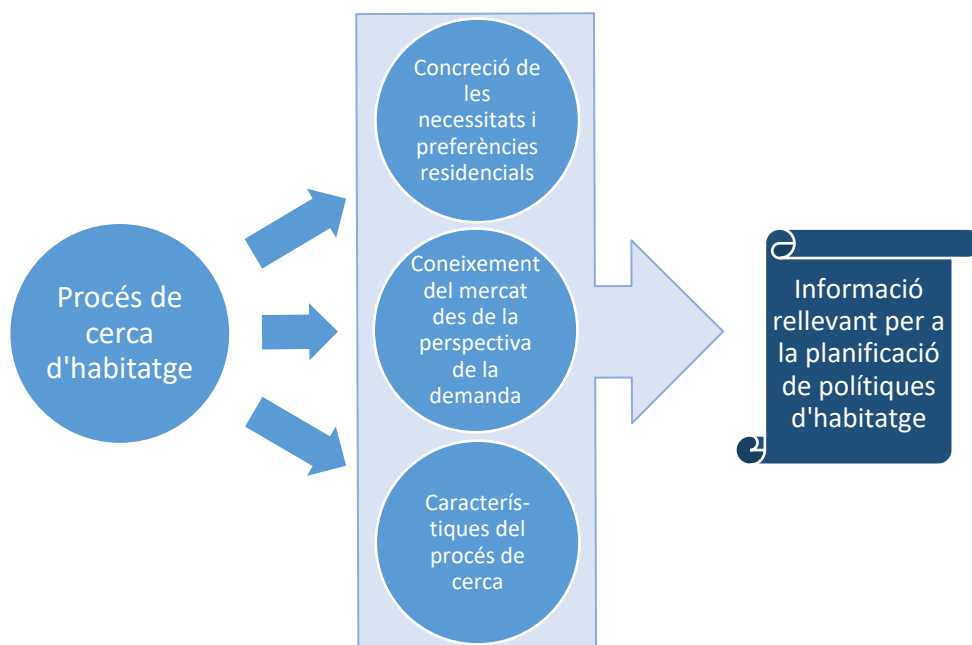 Procés de
cerca
d'habitatge
Concreció de
les
necessitats i
preferències
residencials
Coneixement
del mercat
des de la
perspectiva
de la
demanda
Caracterís-
tiques del
procés de
cerca
Informació
rellevant per a
la planificació
de polítiques
d'habitatge